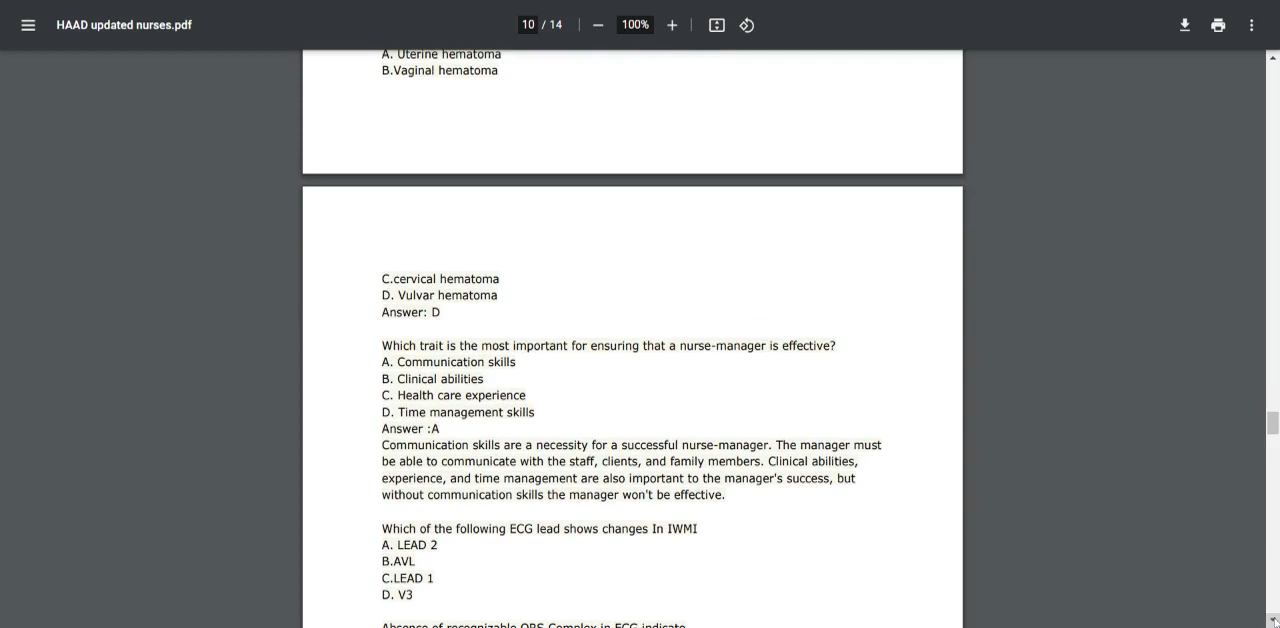 HAAD updated nurses.pdf
10 / 14
100%
A. Uterine hematoma
B.Vaginal hematoma
C.cervical hematoma
D. Vulvar hematoma
Answer: D
Which trait is the most important for ensuring that a nurse-manager is effective?
A. Communication skills
B. Clinical abilities
C. Health care experience
D. Time management skills
Answer :A
Communication skills are a necessity for a successful nurse-manager. The manager must
be able to communicate with the staff, clients, and family members. Clinical abilities,
experience, and time management are also important to the manager's success, but
without communication skills the manager won't be effective.
Which of the following ECG lead shows changes In IWMI
A. LEAD 2
B.AVL
C.LEAD 1
D. V3
Absence of recognizable QRS Complex in ECG indicate